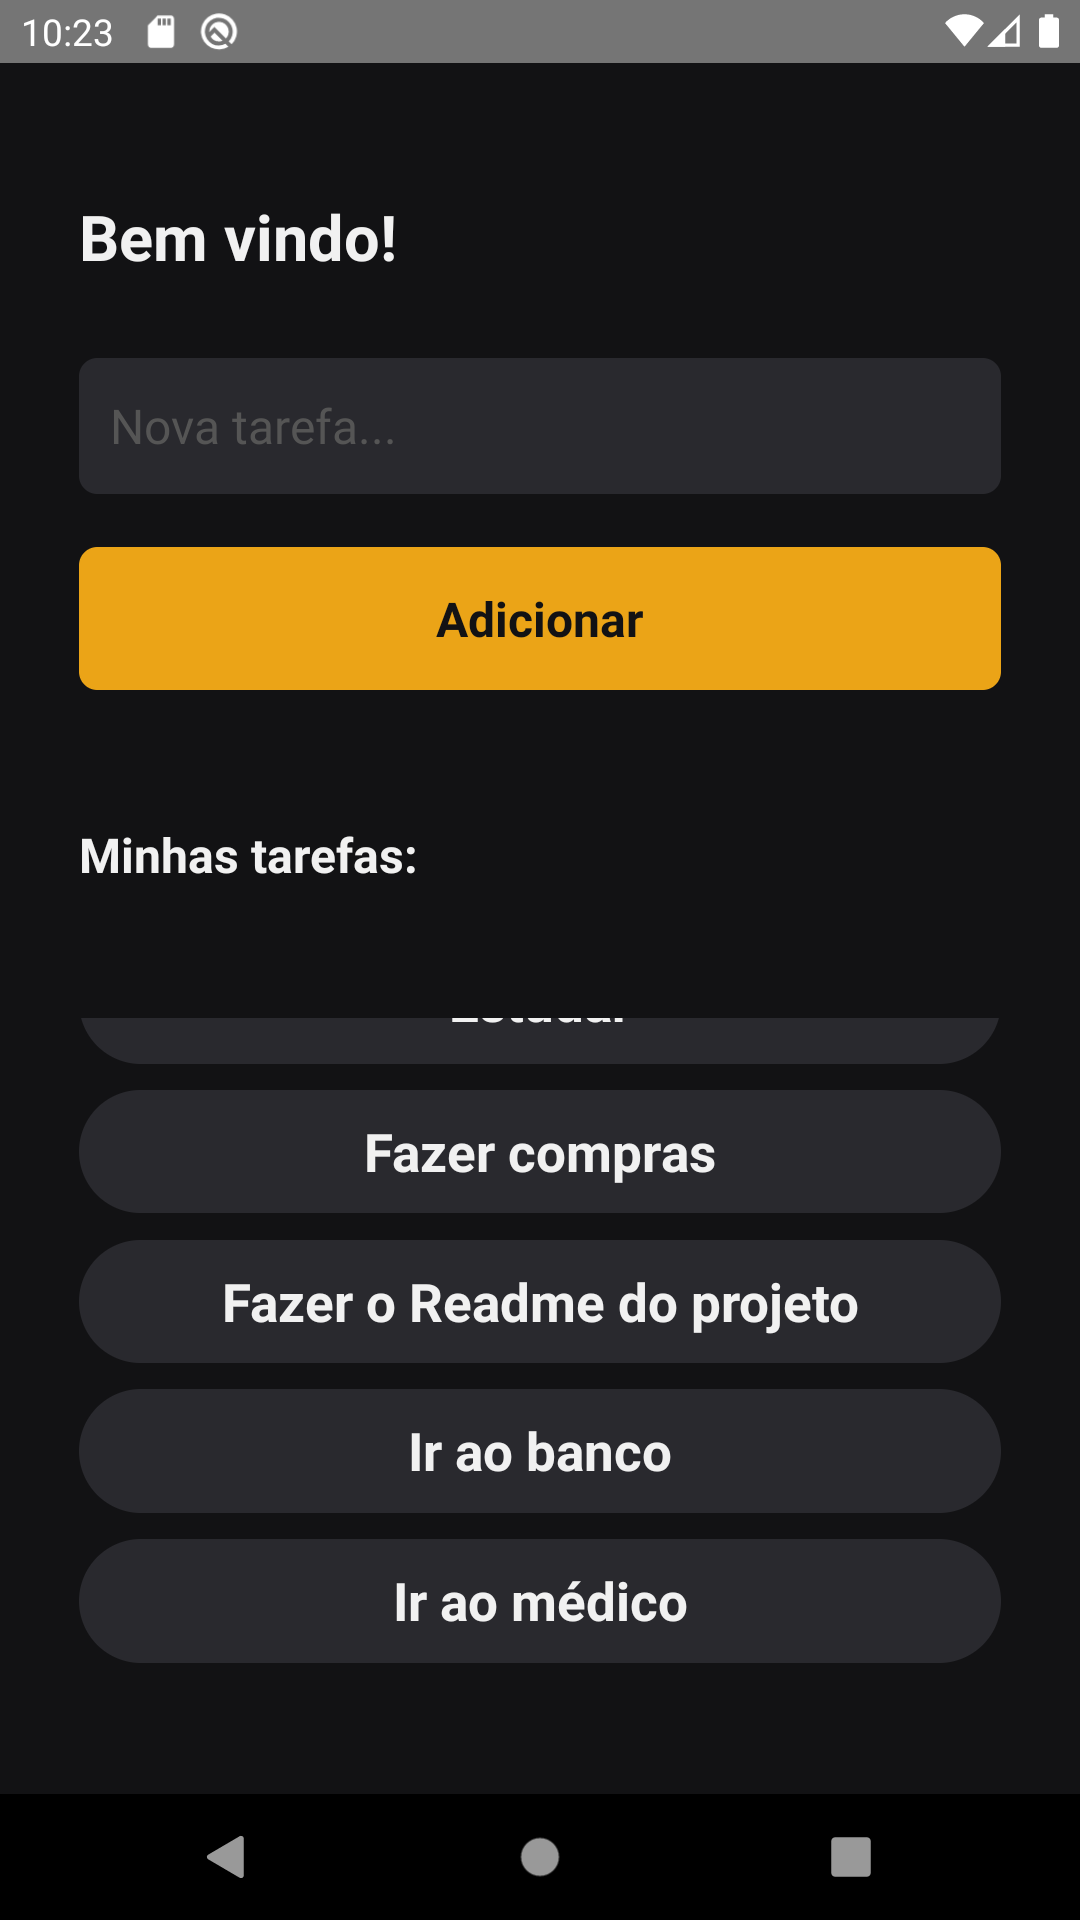 10:23
Bem vindo!
Nova tarefa...
Adicionar
Minhas tarefas:
Fazer compras
Fazer o Readme do projeto
Ir ao banco
Ir ao médico